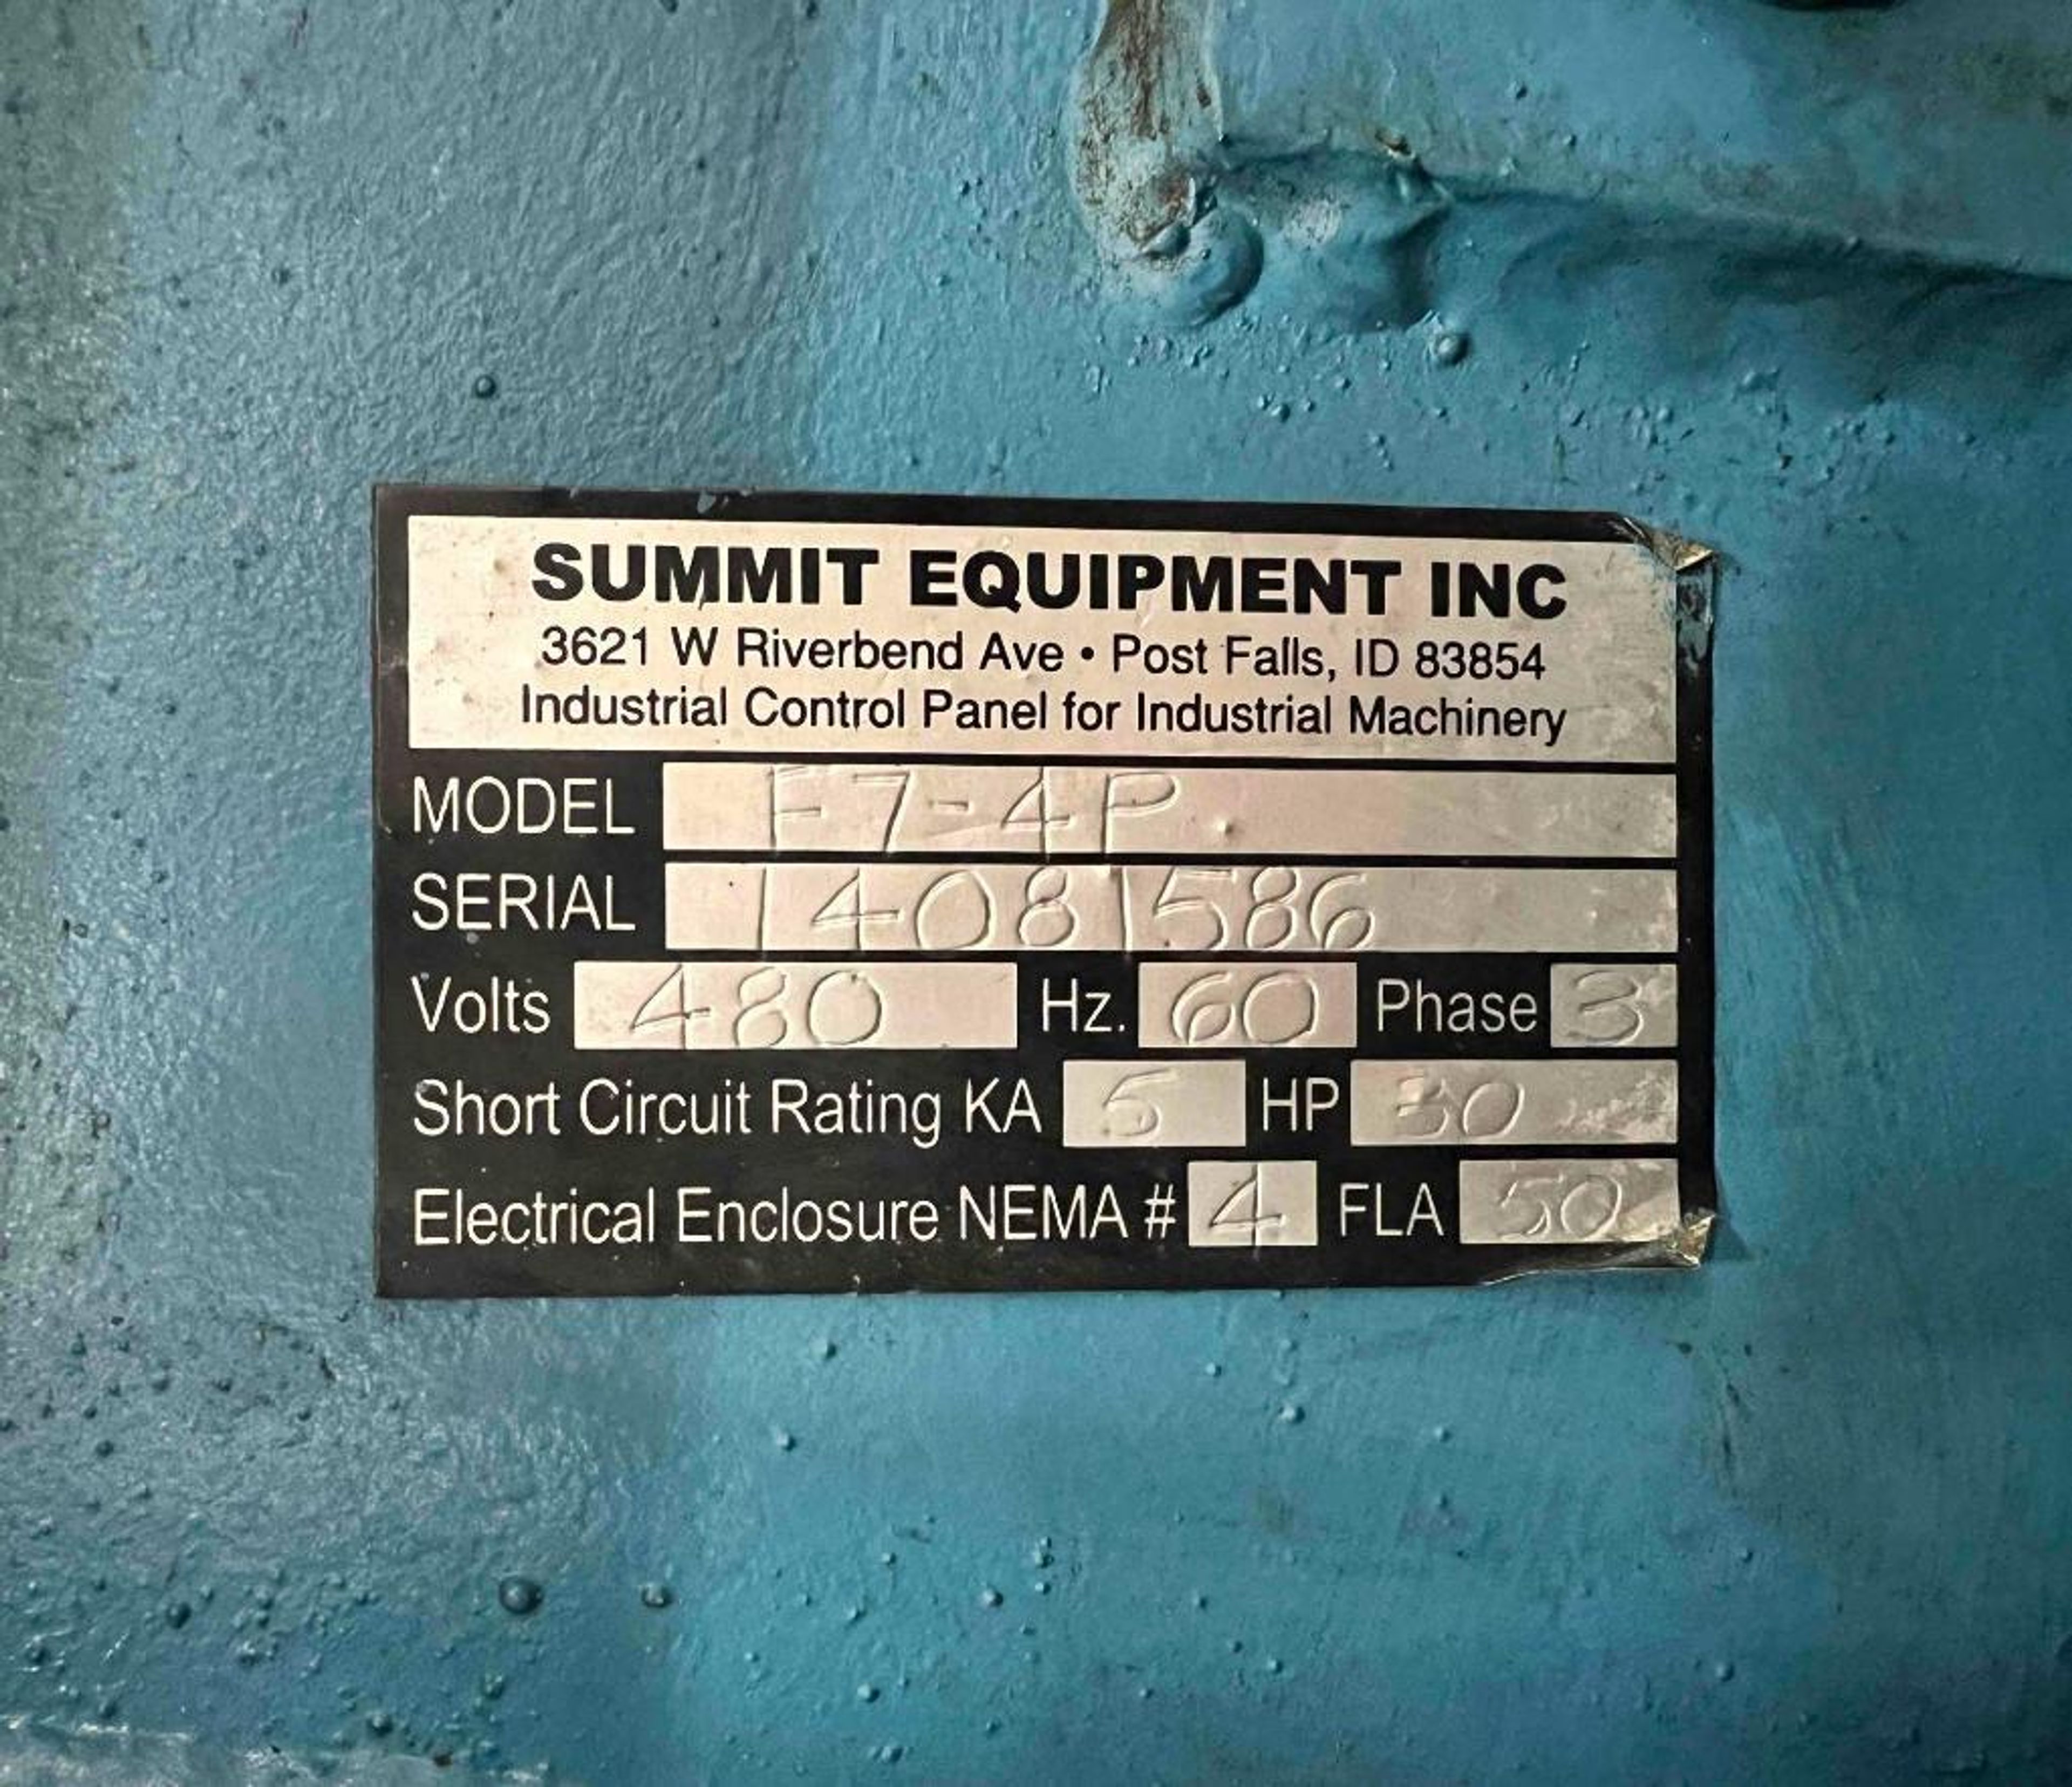 SUMMIT EQUIPMENT INC
3621 W Riverbend Ave • Post Falls, ID 83854
Industrial Control Panel for Industrial Machinery
MODEL F7-4P
SERIAL 14081586
Volts 480 Hz. 60 Phase 3
Short Circuit Rating KA 5 HP 30
Electrical Enclosure NEMA # 4 FLA 50